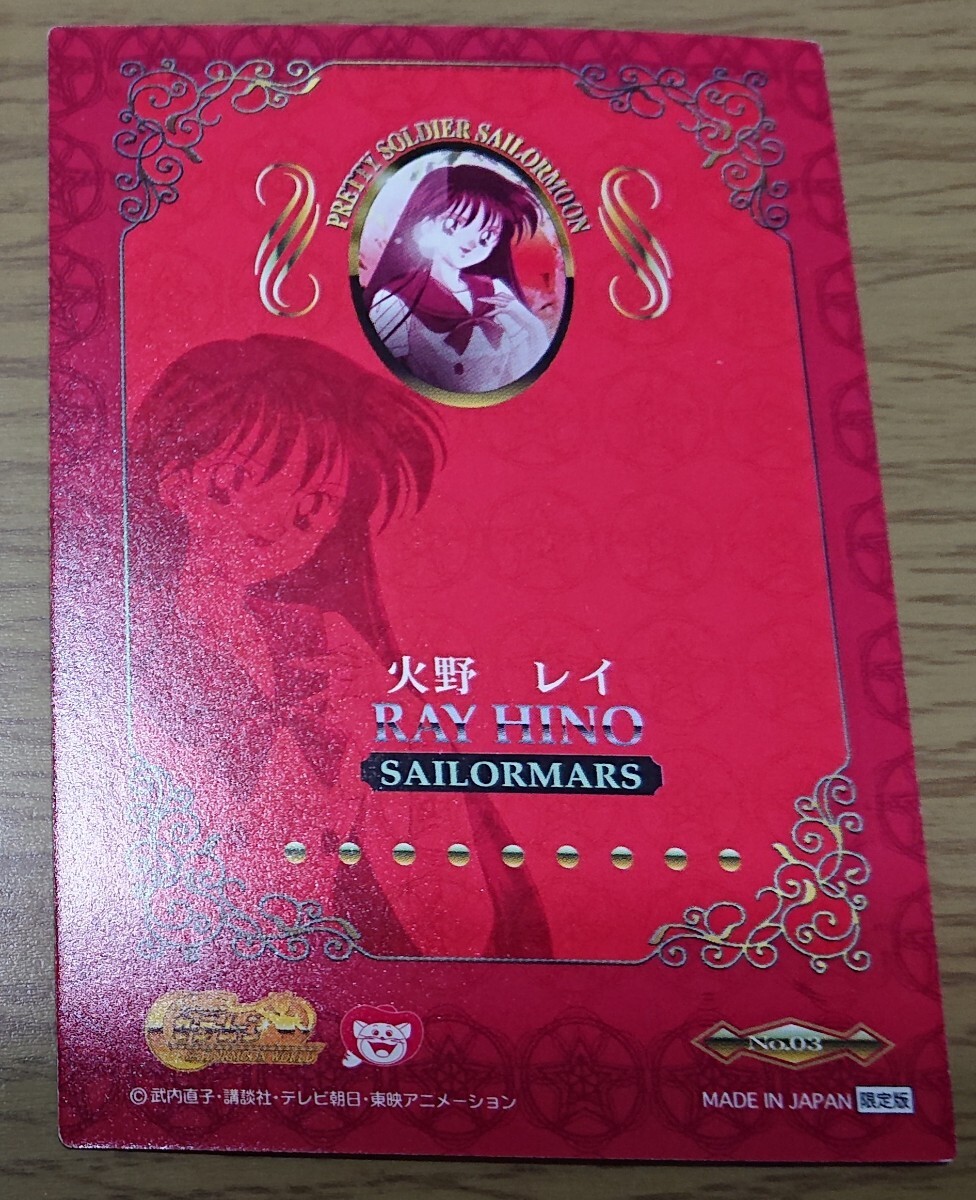 PRETTY SOLDIER SAILORMOON
火野 レイ
RAY HINO
SAILORMARS
No.03
©武内直子・講談社・テレビ朝日・東映アニメーション
MADE IN JAPAN 限定版